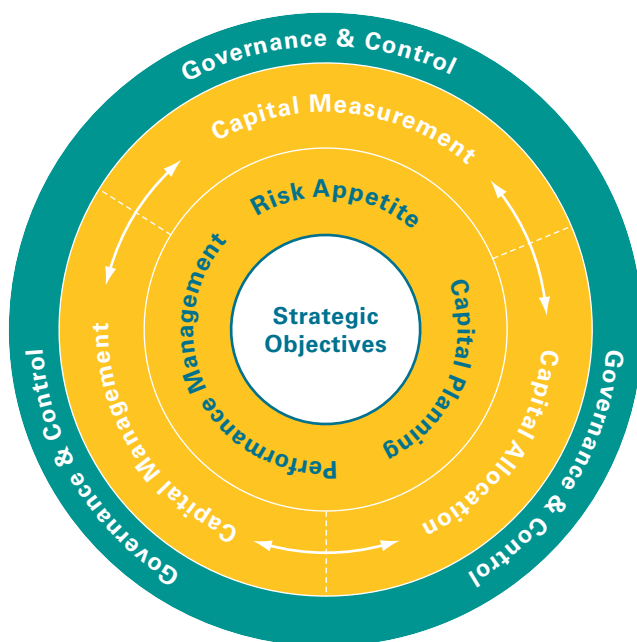 Governance & Control
Capital Measurement
Risk Appetite
Strategic
Objectives
Capital Planning
Performance Management
Capital Allocation
Capital Management
Governance & Control
Governance & Control